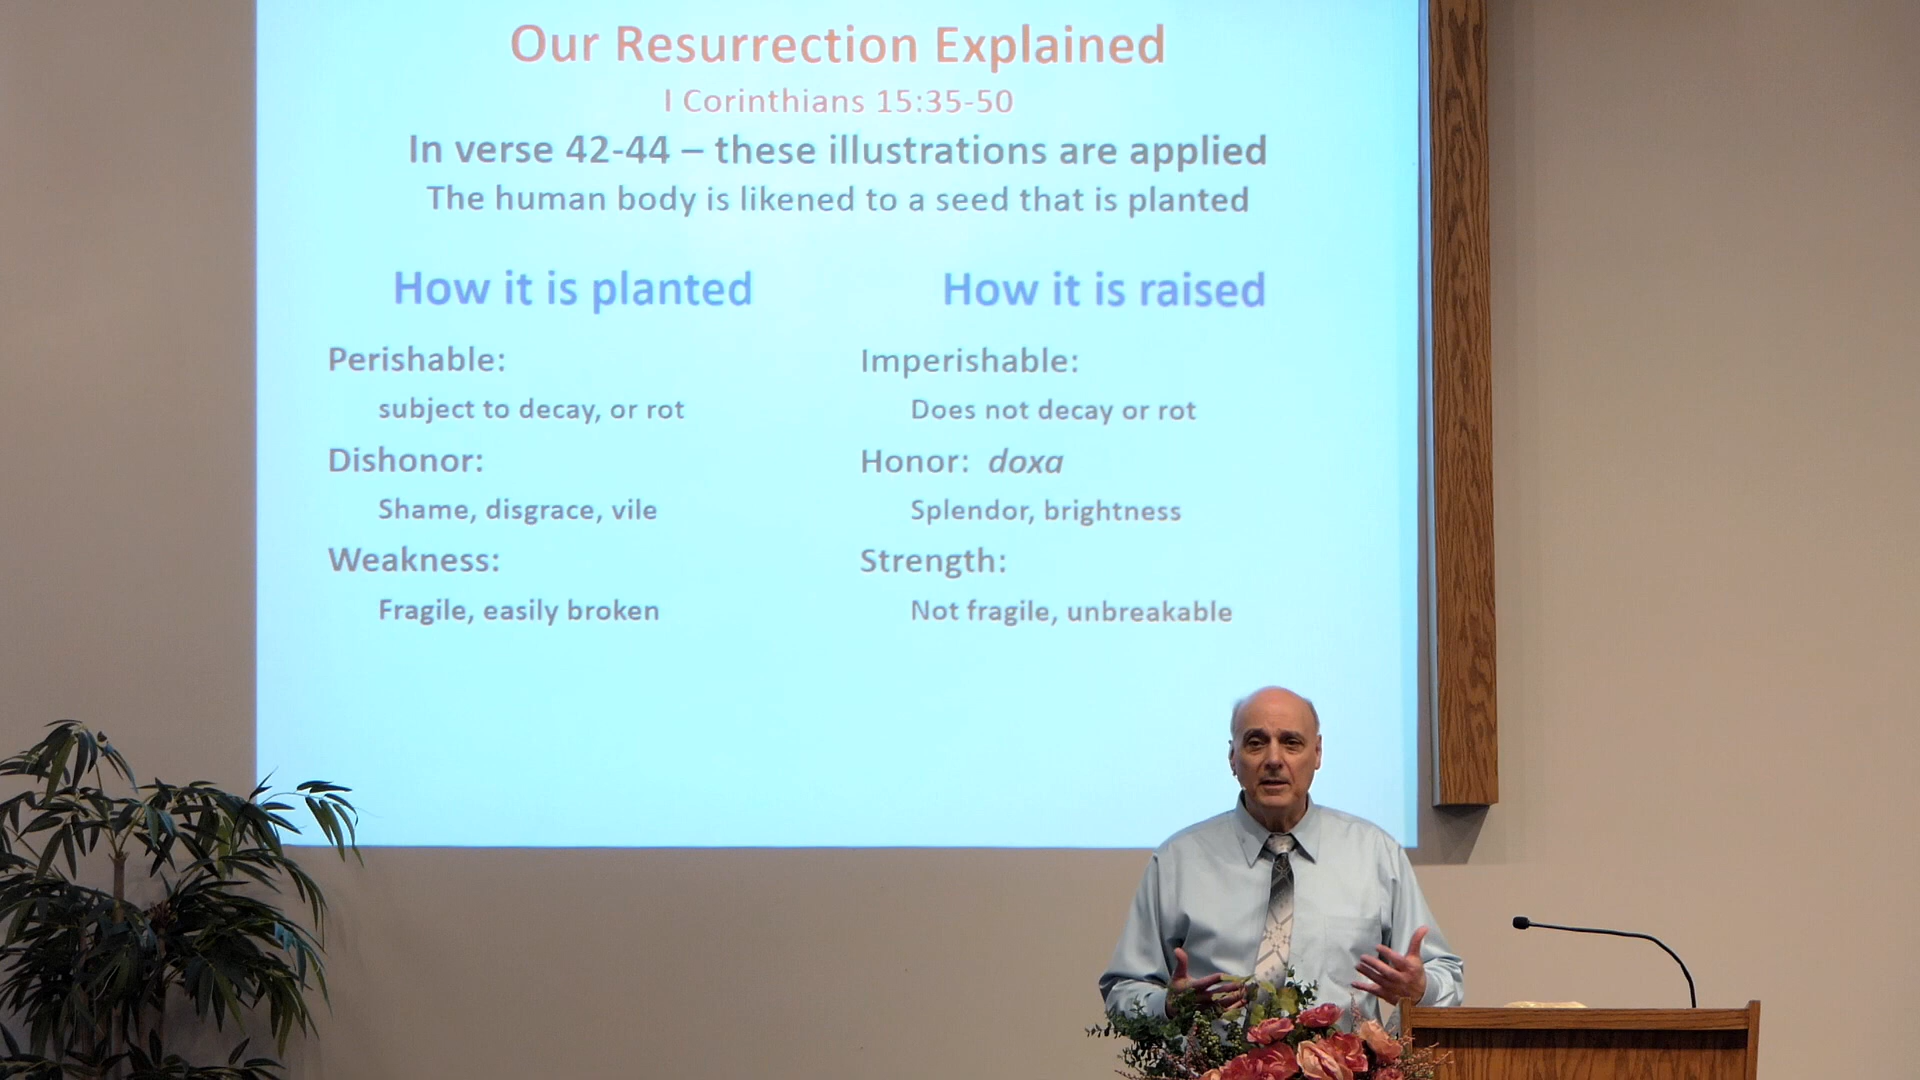 Our Resurrection Explained
I Corinthians 15:35-50
In verse 42-44 – these illustrations are applied
The human body is likened to a seed that is planted
How it is planted
Perishable:
subject to decay, or rot
Dishonor:
Shame, disgrace, vile
Weakness:
Fragile, easily broken
How it is raised
Imperishable:
Does not decay or rot
Honor: doxa
Splendor, brightness
Strength:
Not fragile, unbreakable